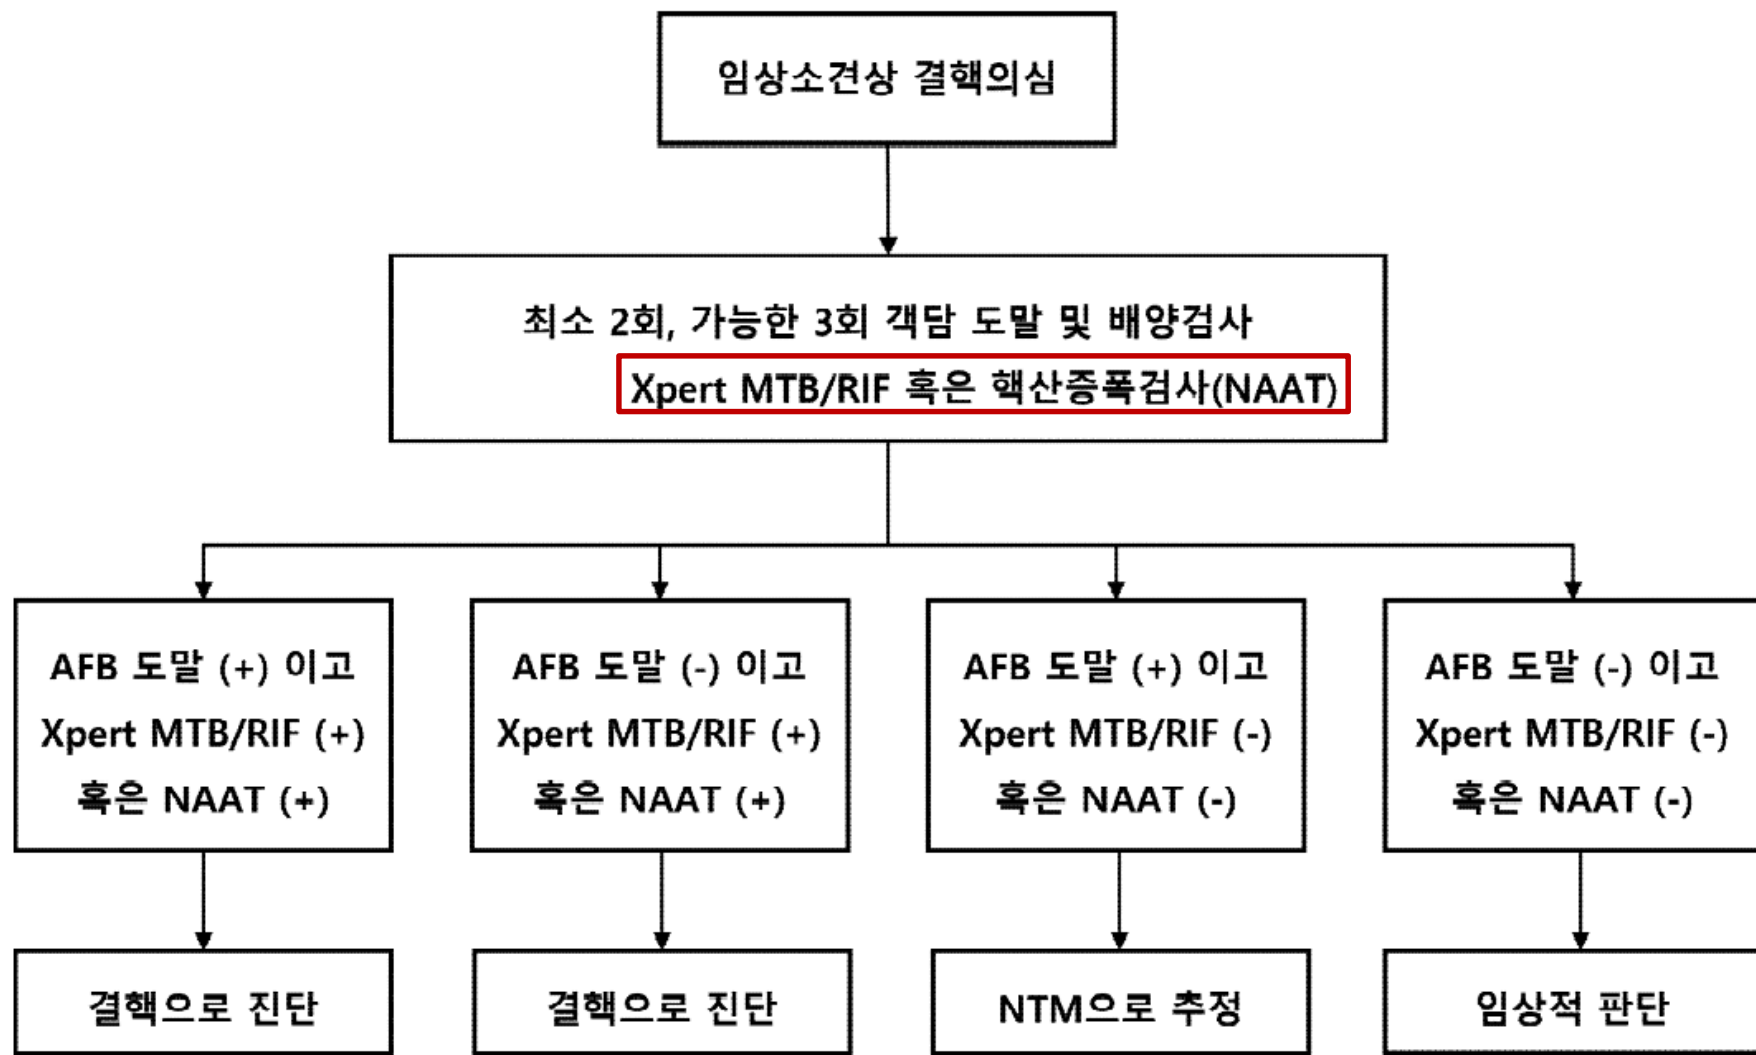 임상소견상 결핵의심
최소 2회, 가능한 3회 객담 도말 및 배양검사
Xpert MTB/RIF 혹은 핵산증폭검사(NAAT)
AFB 도말 (+) 이고
Xpert MTB/RIF (+)
혹은 NAAT (+)
AFB 도말 (-) 이고
Xpert MTB/RIF (+)
혹은 NAAT (+)
AFB 도말 (+) 이고
Xpert MTB/RIF (-)
혹은 NAAT (-)
AFB 도말 (-) 이고
Xpert MTB/RIF (-)
혹은 NAAT (-)
결핵으로 진단
결핵으로 진단
NTM으로 추정
임상적 판단